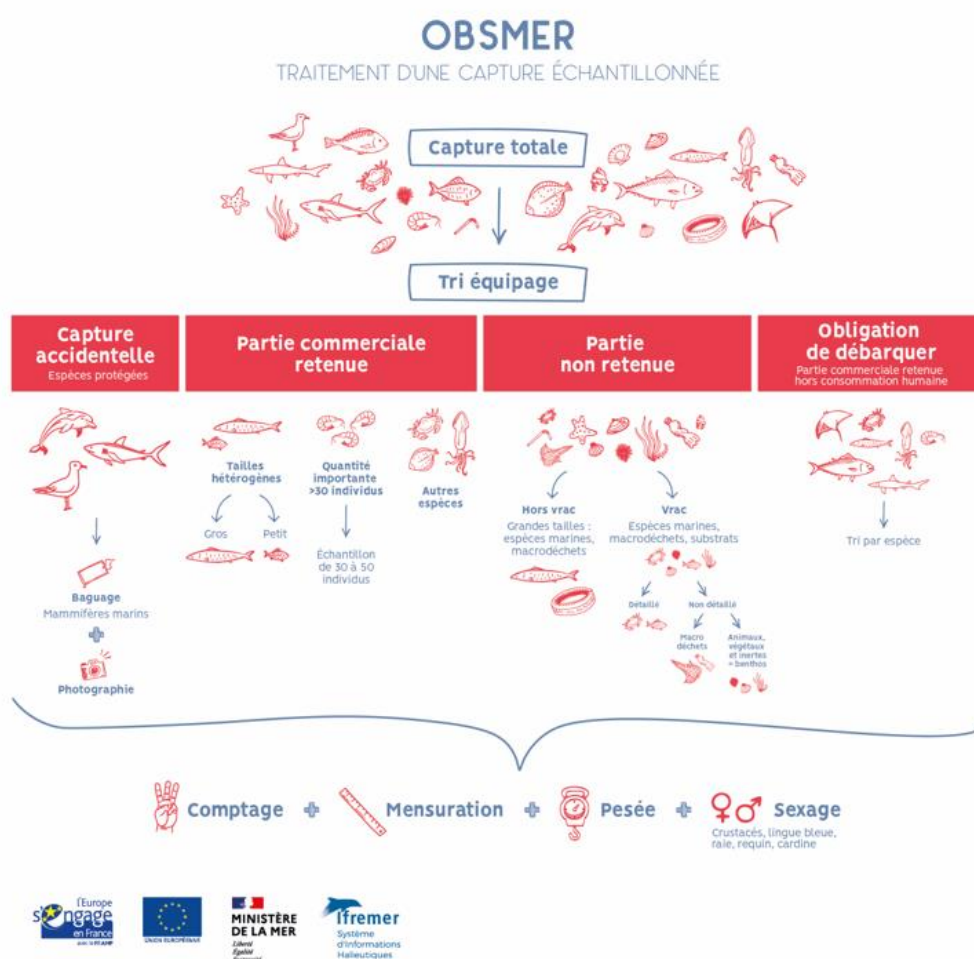 OBSMER
TRAITEMENT D'UNE CAPTURE ÉCHANTILLONNÉE
Capture totale
Tri équipage
Capture
accidentelle
Espèces protégées
Partie commerciale
retenue
Partie
non retenue
Obligation
de débarquer
Partie commerciale retenue
hors consommation humaine
Baguage
Mammifères marins
Photographie
Tailles
hétérogènes
Gros
Petit
Quantité
importante
>30 individus
Échantillon
de 30 à 50
individus
Autres
espèces
Hors vrac
Grandes tailles :
espèces marines,
macrodéchets
Vrac
Espèces marines,
macrodéchets, substrats
Détaillé
Non détaillé
Macro
déchets
Animaux,
végétaux
et inertes
= benthos
Tri par espèce
Comptage
Mensuration
Pesée
Sexage
Crustacés, lingue bleue,
raie, requin, cardine
l'Europe
s'engage
en France
avec le FEAMP
UNION EUROPÉENNE
MINISTÈRE
DE LA MER
Liberté
Égalité
Ifremer
Système
d'Informations
Halieutiques